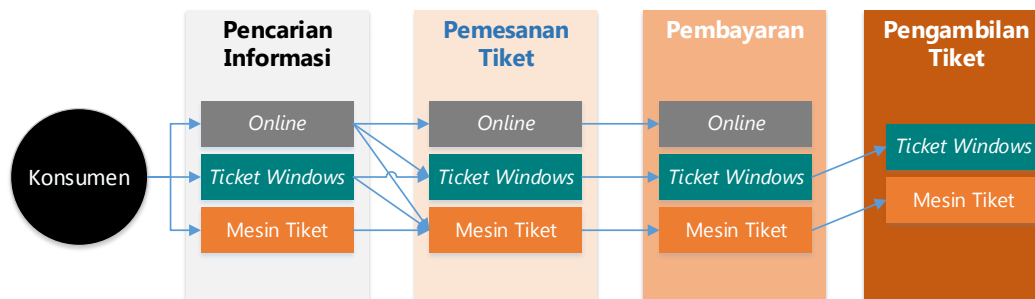 Konsumen
Pencarian
Informasi
Online
Ticket Windows
Mesin Tiket
Pemesanan
Tiket
Online
Ticket Windows
Mesin Tiket
Pembayaran
Online
Ticket Windows
Mesin Tiket
Pengambilan
Tiket
Ticket Windows
Mesin Tiket